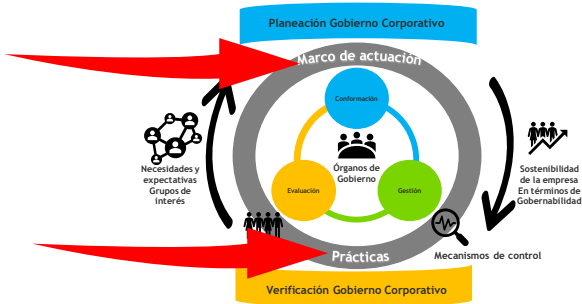 Planeación Gobierno Corporativo
Marco de actuación
Conformación
Órganos de
Gobierno
Evaluación
Gestión
Necesidades y
expectativas
Grupos de
interés
Sostenibilidad
de la empresa
En términos de
Gobernabilidad
Prácticas
Mecanismos de control
Verificación Gobierno Corporativo